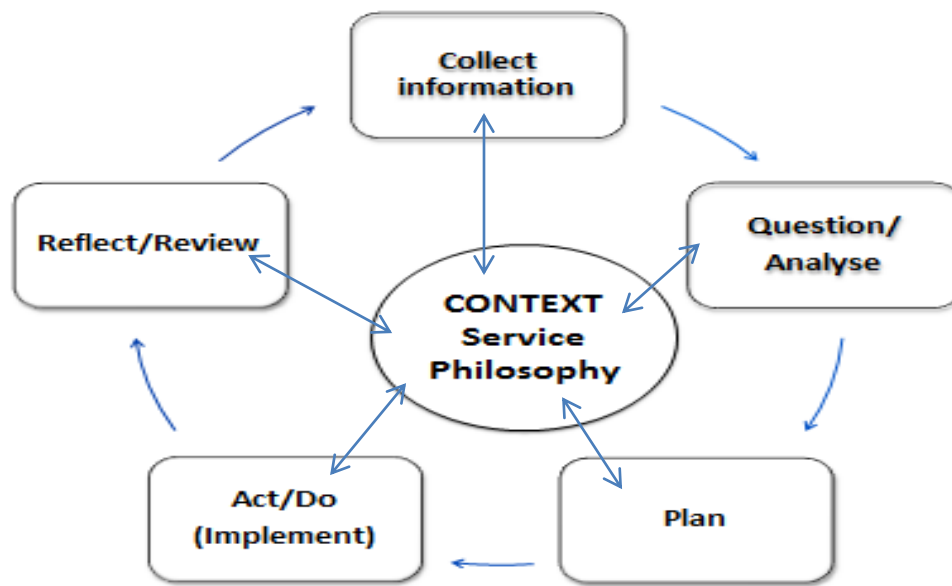 Collect
information
Question/
Analyse
Reflect/Review
CONTEXT
Service
Philosophy
Act/Do
(Implement)
Plan